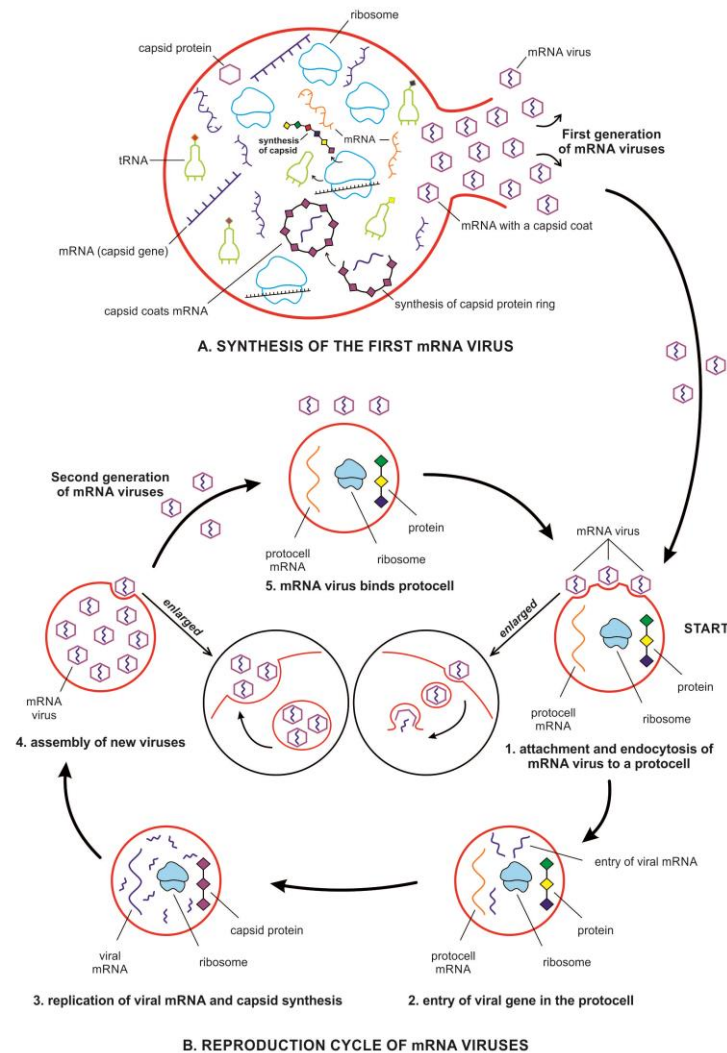 ribosome
capsid protein
mRNA virus
synthesis
of capsid
mRNA
First generation
of mRNA viruses
tRNA
mRNA with a capsid coat
mRNA (capsid gene)
capsid coats mRNA
synthesis of capsid protein ring
A. SYNTHESIS OF THE FIRST mRNA VIRUS
Second generation
of mRNA viruses
protein
protocell
mRNA
ribosome
5. mRNA virus binds protocell
mRNA virus
enlarged
enlarged
START
protein
mRNA
virus
protocell
mRNA
ribosome
4. assembly of new viruses
1. attachment and endocytosis of
mRNA virus to a protocell
entry of viral mRNA
capsid protein
protein
viral
mRNA
ribosome
protocell
mRNA
ribosome
3. replication of viral mRNA and capsid synthesis
2. entry of viral gene in the protocell
B. REPRODUCTION CYCLE OF mRNA VIRUSES